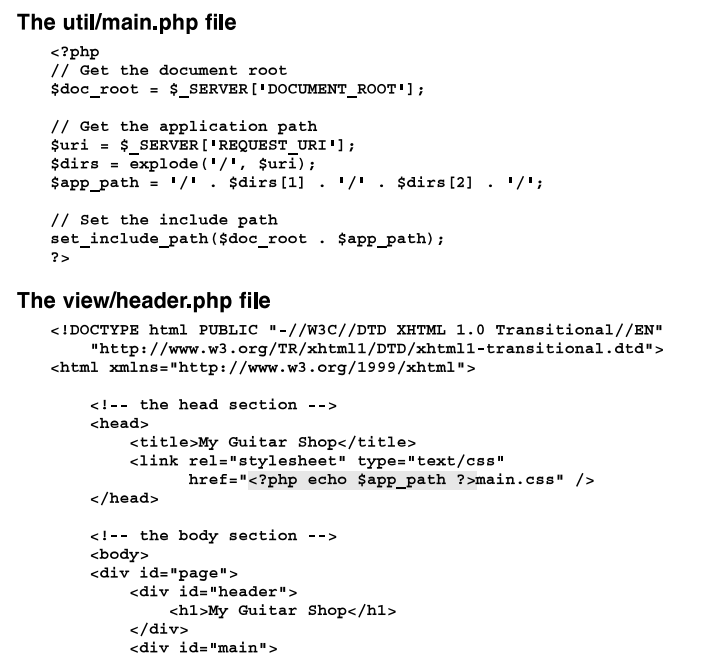 The util/main.php file
<?php
// Get the document root
$doc_root = $_SERVER['DOCUMENT_ROOT'];
// Get the application path
$uri = $_SERVER['REQUEST_URI'];
$dirs = explode('/', $uri);
$app_path = '/' . $dirs[1] . '/' . $dirs[2] . '/';
// Set the include path
set_include_path($doc_root . $app_path);
?>
The view/header.php file
<!DOCTYPE html PUBLIC "-//W3C//DTD XHTML 1.0 Transitional//EN"
"http://www.w3.org/TR/xhtml1/DTD/xhtml1-transitional.dtd">
<html xmlns="http://www.w3.org/1999/xhtml">
<!-- the head section -->
<head>
<title>My Guitar Shop</title>
<link rel="stylesheet" type="text/css"
href="<?php echo $app_path ?>main.css" />
</head>
<!-- the body section -->
<body>
<div id="page">
<div id="header">
<h1>My Guitar Shop</h1>
</div>
<div id="main">